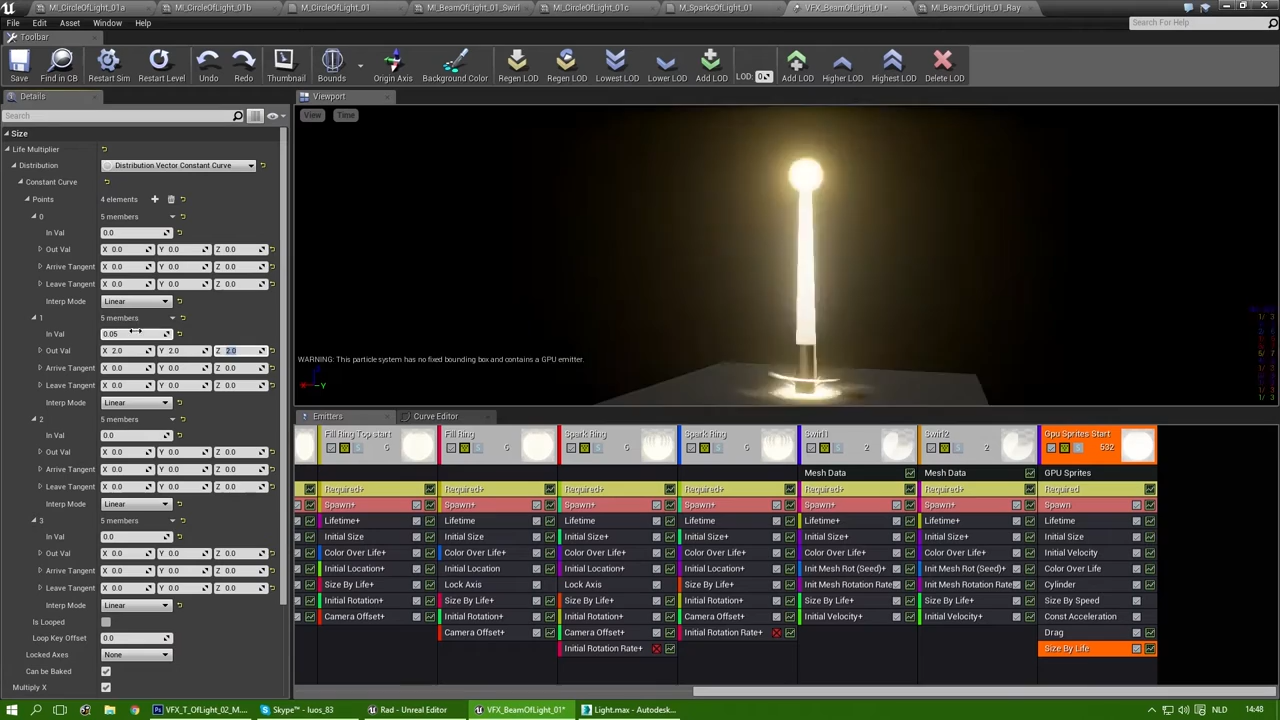 MI_CircleOfLight_01a
MI_CircleOfLight_01b
M_CircleOfLight_01
MI_BeamOfLight_01_Swirl
MI_CircleOfLight_01c
M_SparksOfLight_01
VFX_BeamOfLight_01*
MI_BeamOfLight_01_Ray
File Edit Asset Window Help
Search For Help
Toolbar
Save
Find in CB
Restart Sim
Restart Level
Undo
Redo
Thumbnail
Bounds
Origin Axis
Background Color
Regen LOD
Regen LOD
Lowest LOD
Lower LOD
Add LOD
LOD: 0
Add LOD
Higher LOD
Highest LOD
Delete LOD
Details
Search
Size
Life Multiplier
Distribution Distribution Vector Constant Curve
Constant Curve
Points 4 elements
0 5 members
In Val 0.0
Out Val X 0.0 Y 0.0 Z 0.0
Arrive Tangent X 0.0 Y 0.0 Z 0.0
Leave Tangent X 0.0 Y 0.0 Z 0.0
Interp Mode Linear
1 5 members
In Val 0.05
Out Val X 2.0 Y 2.0 Z 2.0
Arrive Tangent X 0.0 Y 0.0 Z 0.0
Leave Tangent X 0.0 Y 0.0 Z 0.0
Interp Mode Linear
2 5 members
In Val 0.0
Out Val X 0.0 Y 0.0 Z 0.0
Arrive Tangent X 0.0 Y 0.0 Z 0.0
Leave Tangent X 0.0 Y 0.0 Z 0.0
Interp Mode Linear
3 5 members
In Val 0.0
Out Val X 0.0 Y 0.0 Z 0.0
Arrive Tangent X 0.0 Y 0.0 Z 0.0
Leave Tangent X 0.0 Y 0.0 Z 0.0
Interp Mode Linear
Is Looped
Loop Key Offset 0.0
Locked Axes None
Can be Baked
Multiply X
Viewport
View Time
WARNING: This particle system has no fixed bounding box and contains a GPU emitter.
Emitters Curve Editor
Fill Ring Top start
Required+
Spawn+
Lifetime+
Initial Size
Color Over Life+
Initial Location+
Size By Life+
Initial Rotation+
Camera Offset+
Fill Ring
6
Required+
Spawn+
Lifetime
Initial Size
Color Over Life+
Initial Location
Lock Axis
Size By Life+
Initial Rotation+
Camera Offset+
Spark Ring
6
Required+
Spawn+
Lifetime
Initial Size+
Color Over Life+
Initial Location+
Lock Axis
Size By Life+
Initial Rotation+
Camera Offset+
Initial Rotation Rate+
Spark Ring
6
Required+
Spawn+
Lifetime
Initial Size+
Color Over Life+
Initial Location+
Size By Life+
Initial Rotation+
Camera Offset+
Initial Rotation Rate+
Swirl1
2
Mesh Data
Required+
Spawn+
Lifetime+
Initial Size+
Color Over Life+
Init Mesh Rot (Seed)+
Init Mesh Rotation Rate
Size By Life+
Initial Velocity+
Swirl2
2
Mesh Data
Required+
Spawn+
Lifetime+
Initial Size+
Color Over Life+
Init Mesh Rot (Seed)+
Init Mesh Rotation Rate
Size By Life+
Initial Velocity+
Gpu Sprites Start
532
GPU Sprites
Required
Spawn
Lifetime
Initial Size
Initial Velocity
Color Over Life
Cylinder
Size By Speed
Const Acceleration
Drag
Size By Life
VFX_T_OfLight_02_M...
Skype™ - luos_83
Rad - Unreal Editor
VFX_BeamOfLight_01*
Light.max - Autodesk...
NLD
14:48